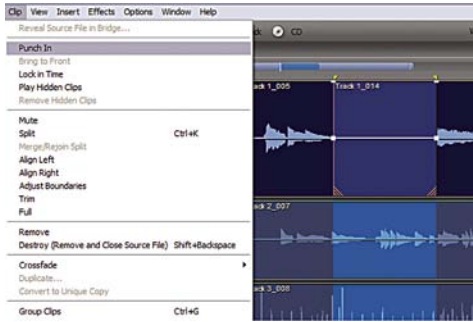 Clip View Insert Effects Options Window Help
Reveal Source File in Bridge...
Punch In
Bring to Front
Lock in Time
Play Hidden Clips
Remove Hidden Clips
Mute
Split Ctrl+K
Merge/Rejoin Split
Align Left
Align Right
Adjust Boundaries
Trim
Full
Remove
Destroy (Remove and Close Source File) Shift+Backspace
Crossfade
Duplicate...
Convert to Unique Copy
Group Clips Ctrl+G
CD
ack 1_005 Track 1_014
ack 2_007
ack 3_008